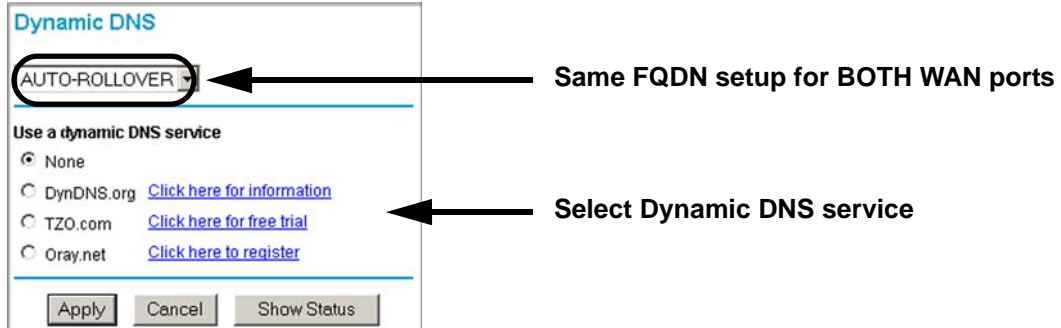 Dynamic DNS
AUTO-ROLLOVER
Same FQDN setup for BOTH WAN ports
Use a dynamic DNS service
None
DynDNS.org Click here for information
Select Dynamic DNS service
TZO.com Click here for free trial
Oray.net Click here to register
Apply Cancel Show Status